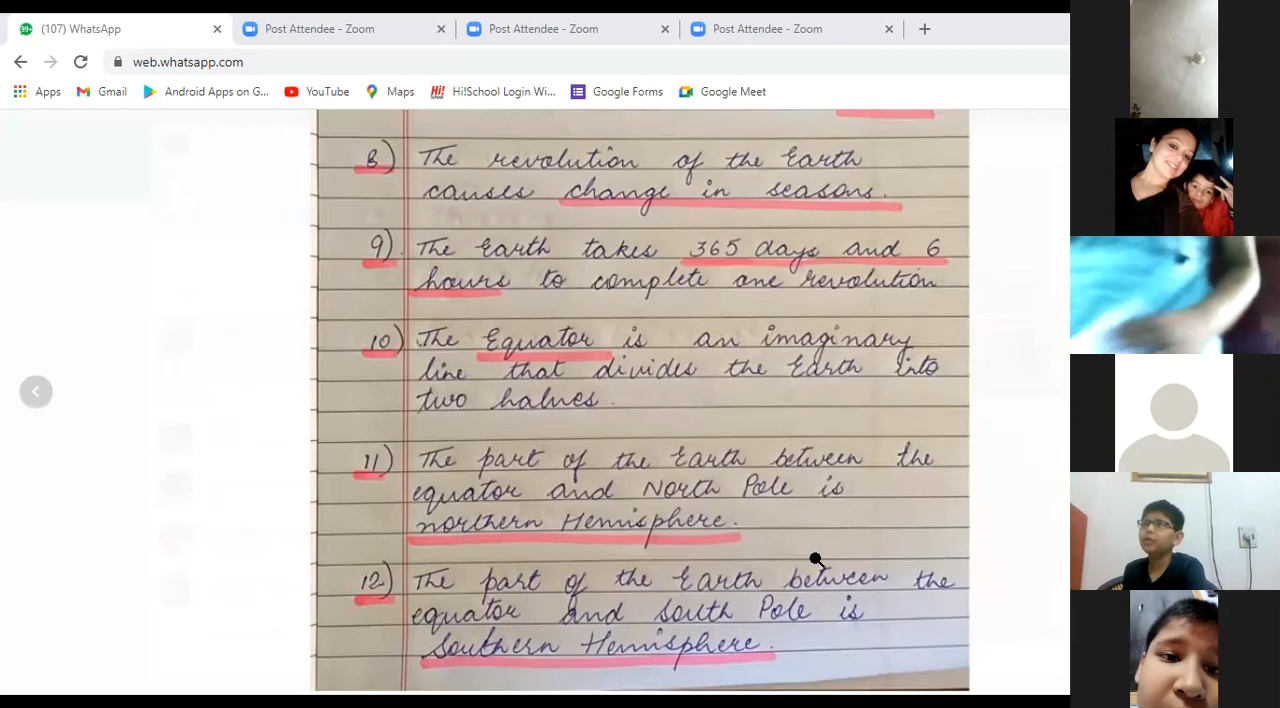 (107) WhatsApp
Post Attendee - Zoom
Post Attendee - Zoom
Post Attendee - Zoom
web.whatsapp.com
Apps
Gmail
Android Apps on G...
YouTube
Maps
Hi!School Login Wi...
Google Forms
Google Meet
8) The revolution of the Earth
causes change in seasons.
9). The Earth takes 365 days and 6
hours to complete one revolution
10) The Equator is an imaginary
line that divides the Earth into
two halves.
11) The part of the Earth between the
equator and North Pole is
northern Hemisphere.
12) The part of the Earth between the
equator and south Pole is
southern Hemisphere.